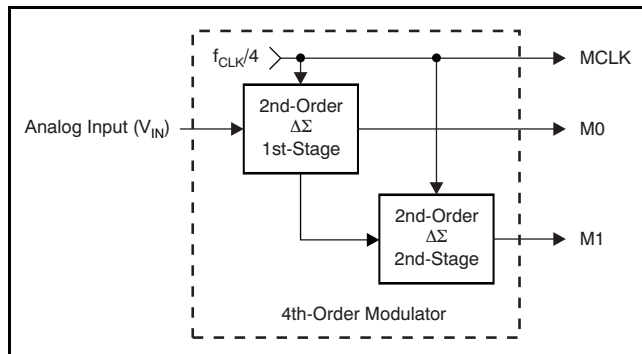 f_CLK/4
MCLK
2nd-Order
ΔΣ
1st-Stage
Analog Input (V_IN)
M0
2nd-Order
ΔΣ
2nd-Stage
M1
4th-Order Modulator